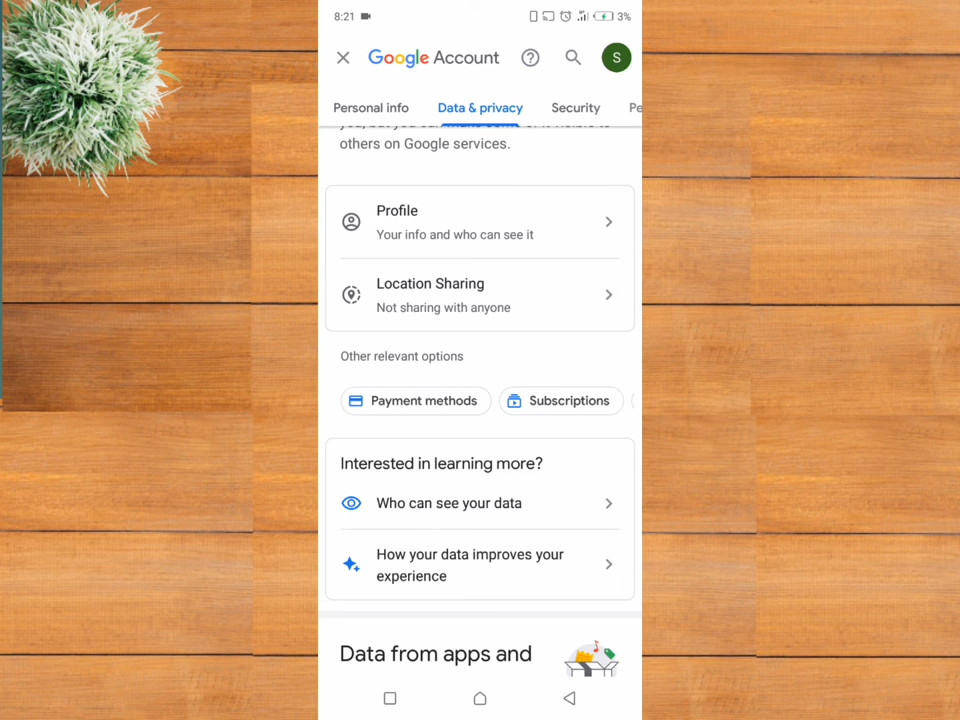 8:21 3%
Google Account S
Personal info Data & privacy Security Pe
others on Google services.
Profile
Your info and who can see it
Location Sharing
Not sharing with anyone
Other relevant options
Payment methods Subscriptions
Interested in learning more?
Who can see your data
How your data improves your
experience
Data from apps and